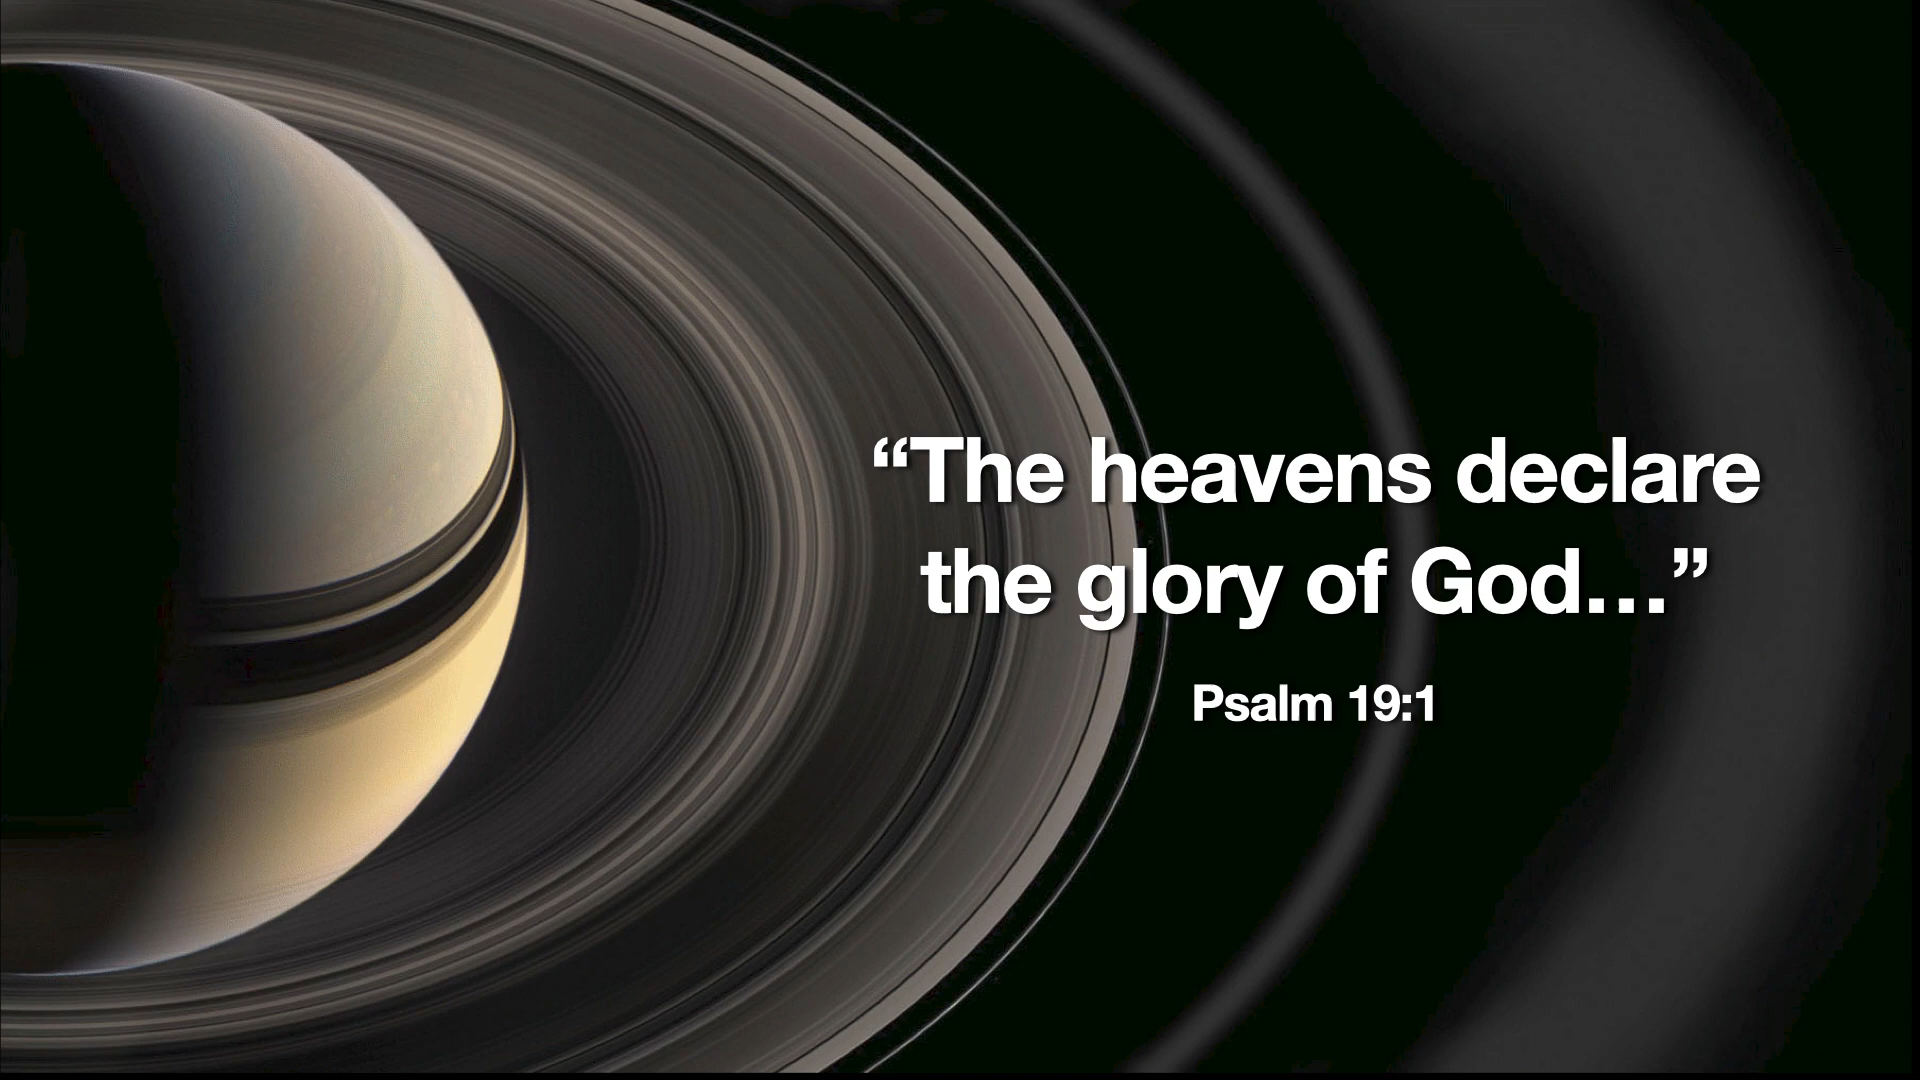 “The heavens declare
the glory of God…”
Psalm 19:1